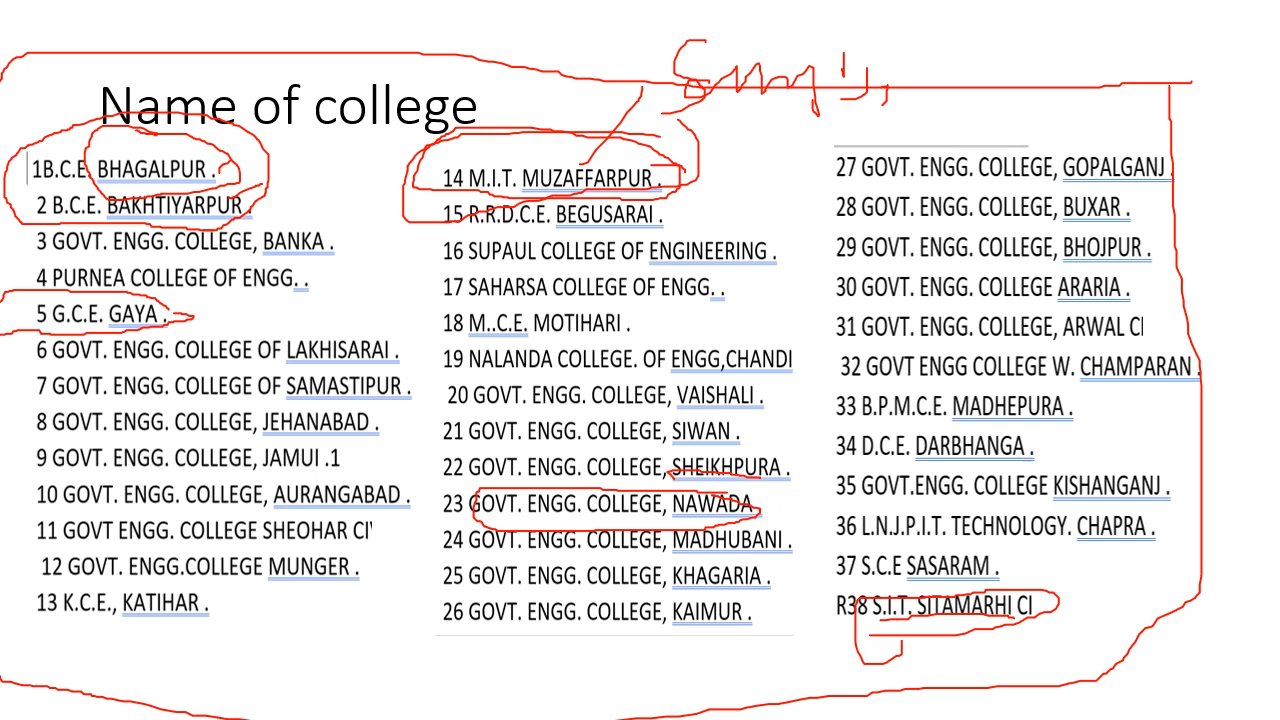 Name of college
1B.C.E. BHAGALPUR .
2 B.C.E. BAKHTIYARPUR .
3 GOVT. ENGG. COLLEGE, BANKA .
4 PURNEA COLLEGE OF ENGG. .
5 G.C.E. GAYA .
6 GOVT. ENGG. COLLEGE OF LAKHISARAI .
7 GOVT. ENGG. COLLEGE OF SAMASTIPUR .
8 GOVT. ENGG. COLLEGE, JEHANABAD .
9 GOVT. ENGG. COLLEGE, JAMUI .1
10 GOVT. ENGG. COLLEGE, AURANGABAD .
11 GOVT ENGG. COLLEGE SHEOHAR
12 GOVT. ENGG.COLLEGE MUNGER .
13 K.C.E., KATIHAR .
14 M.I.T. MUZAFFARPUR .
15 R.R.D.C.E. BEGUSARAI .
16 SUPAUL COLLEGE OF ENGINEERING .
17 SAHARSA COLLEGE OF ENGG. .
18 M..C.E. MOTIHARI .
19 NALANDA COLLEGE. OF ENGG,CHANDI
20 GOVT. ENGG. COLLEGE, VAISHALI .
21 GOVT. ENGG. COLLEGE, SIWAN .
22 GOVT. ENGG. COLLEGE, SHEIKHPURA .
23 GOVT. ENGG. COLLEGE, NAWADA.
24 GOVT. ENGG. COLLEGE, MADHUBANI .
25 GOVT. ENGG. COLLEGE, KHAGARIA .
26 GOVT. ENGG. COLLEGE, KAIMUR .
27 GOVT. ENGG. COLLEGE, GOPALGANJ .
28 GOVT. ENGG. COLLEGE, BUXAR .
29 GOVT. ENGG. COLLEGE, BHOJPUR .
30 GOVT. ENGG. COLLEGE ARARIA .
31 GOVT. ENGG. COLLEGE, ARWAL
32 GOVT ENGG COLLEGE W. CHAMPARAN .
33 B.P.M.C.E. MADHEPURA .
34 D.C.E. DARBHANGA .
35 GOVT.ENGG. COLLEGE KISHANGANJ .
36 L.N.J.P.I.T. TECHNOLOGY. CHAPRA .
37 S.C.E SASARAM .
R38 S.I.T. SITAMARHI